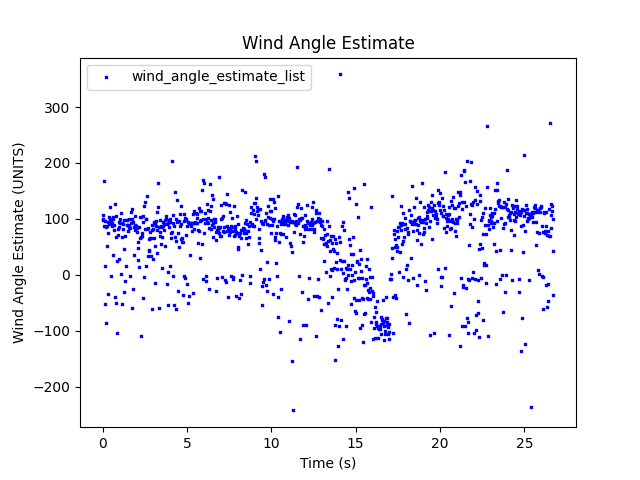 Wind Angle Estimate
wind_angle_estimate_list
Wind Angle Estimate (UNITS)
300
200
100
0
−100
−200
0 5 10 15 20 25
Time (s)